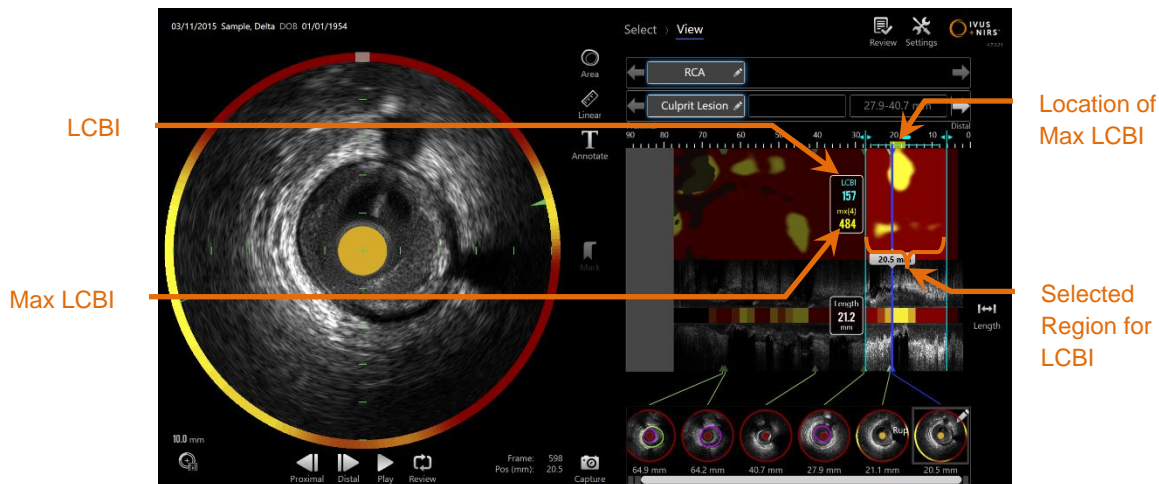 03/11/2015 Sample, Delta DOB 01/01/1954
Select > View
Review
Settings
IVUS
+NIRS
Area
Linear
T
Annotate
Mark
RCA
Culprit Lesion
27.9-40.7 mm
Distal
90 80 70 60 40 30 20 10 0
LCBI
157
mx(4)
484
20.5 mm
Length
21.2
mm
Length
LCBI
Max LCBI
Location of
Max LCBI
Selected
Region for
LCBI
10.0 mm
Proximal
Distal
Play
Review
Frame: 598
Pos (mm): 20.5
Capture
Rup
64.9 mm
64.2 mm
40.7 mm
27.9 mm
21.1 mm
20.5 mm